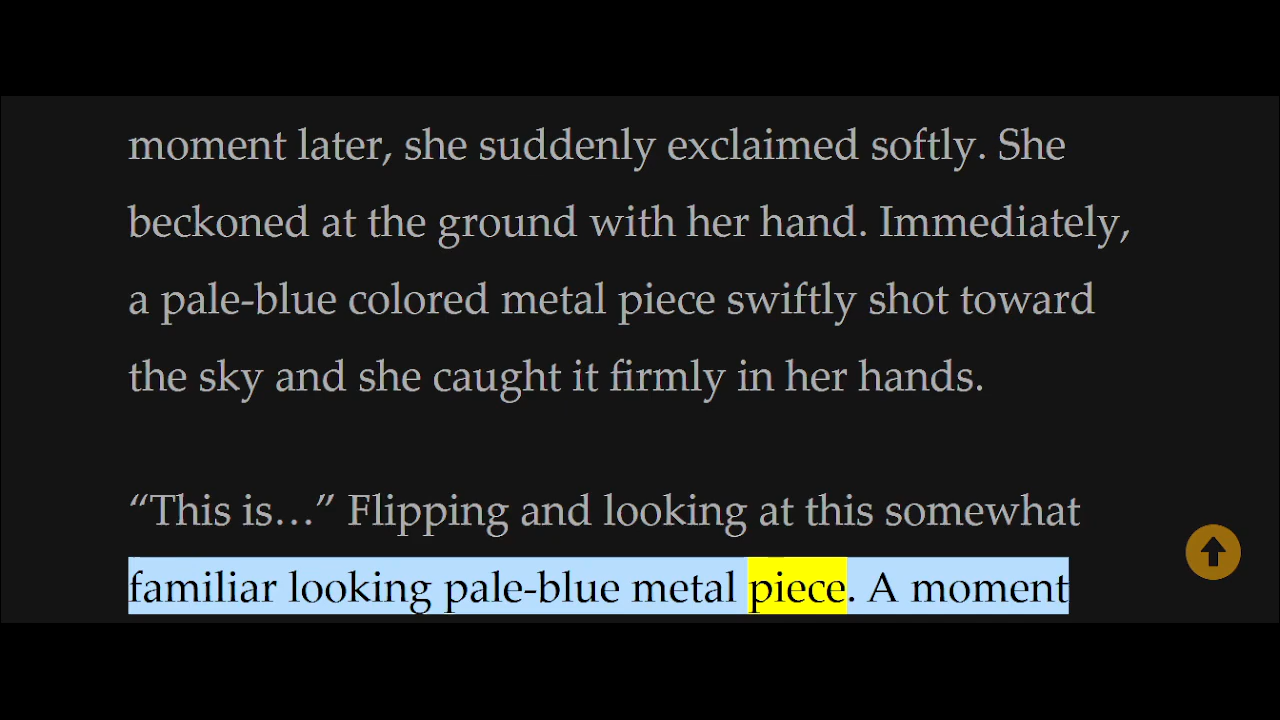 moment later, she suddenly exclaimed softly. She
beckoned at the ground with her hand. Immediately,
a pale-blue colored metal piece swiftly shot toward
the sky and she caught it firmly in her hands.
“This is…” Flipping and looking at this somewhat
familiar looking pale-blue metal piece. A moment